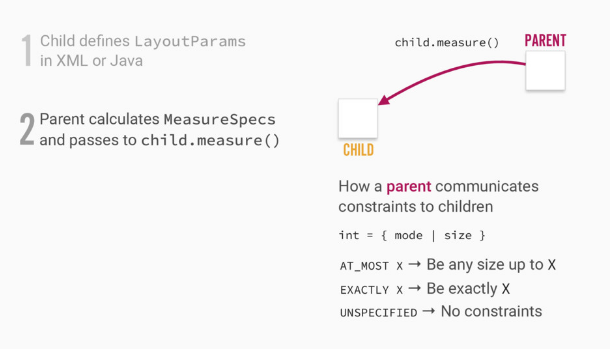 1 Child defines LayoutParams
in XML or Java
2 Parent calculates MeasureSpecs
and passes to child.measure()
child.measure()
PARENT
CHILD
How a parent communicates
constraints to children
int = { mode | size }
AT_MOST X → Be any size up to X
EXACTLY X → Be exactly X
UNSPECIFIED → No constraints